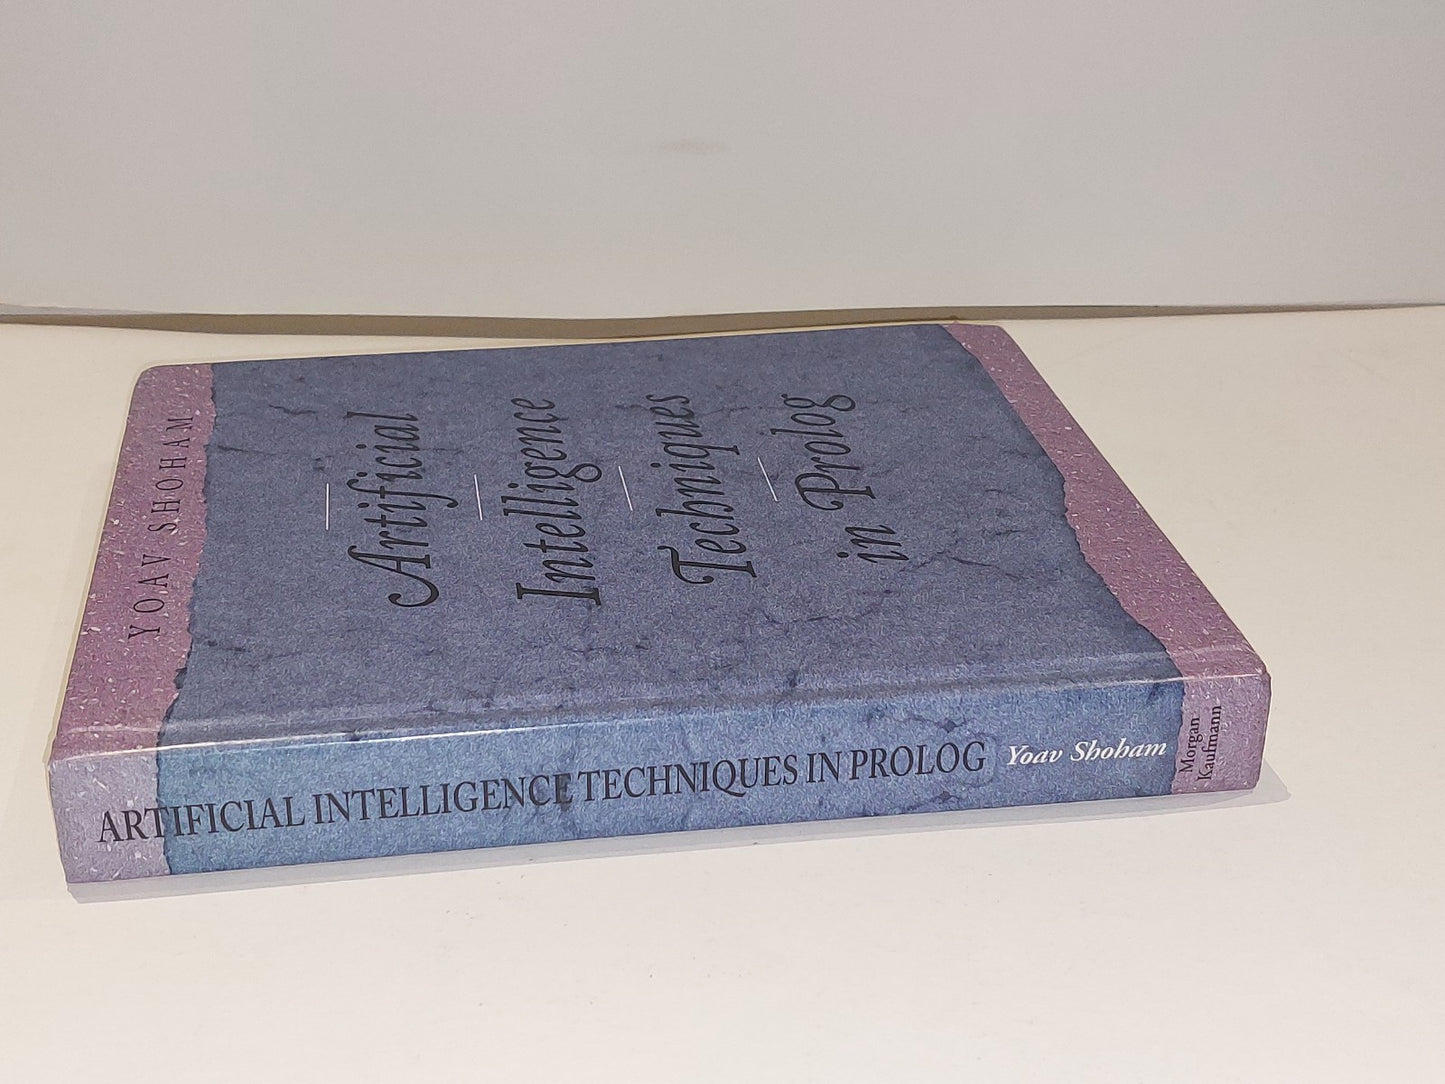 YOAV SHOHAM
Artificial
Intelligence
Techniques
in Prolog
ARTIFICIAL INTELLIGENCE TECHNIQUES IN PROLOG Yoav Shoham
Morgan
Kaufmann